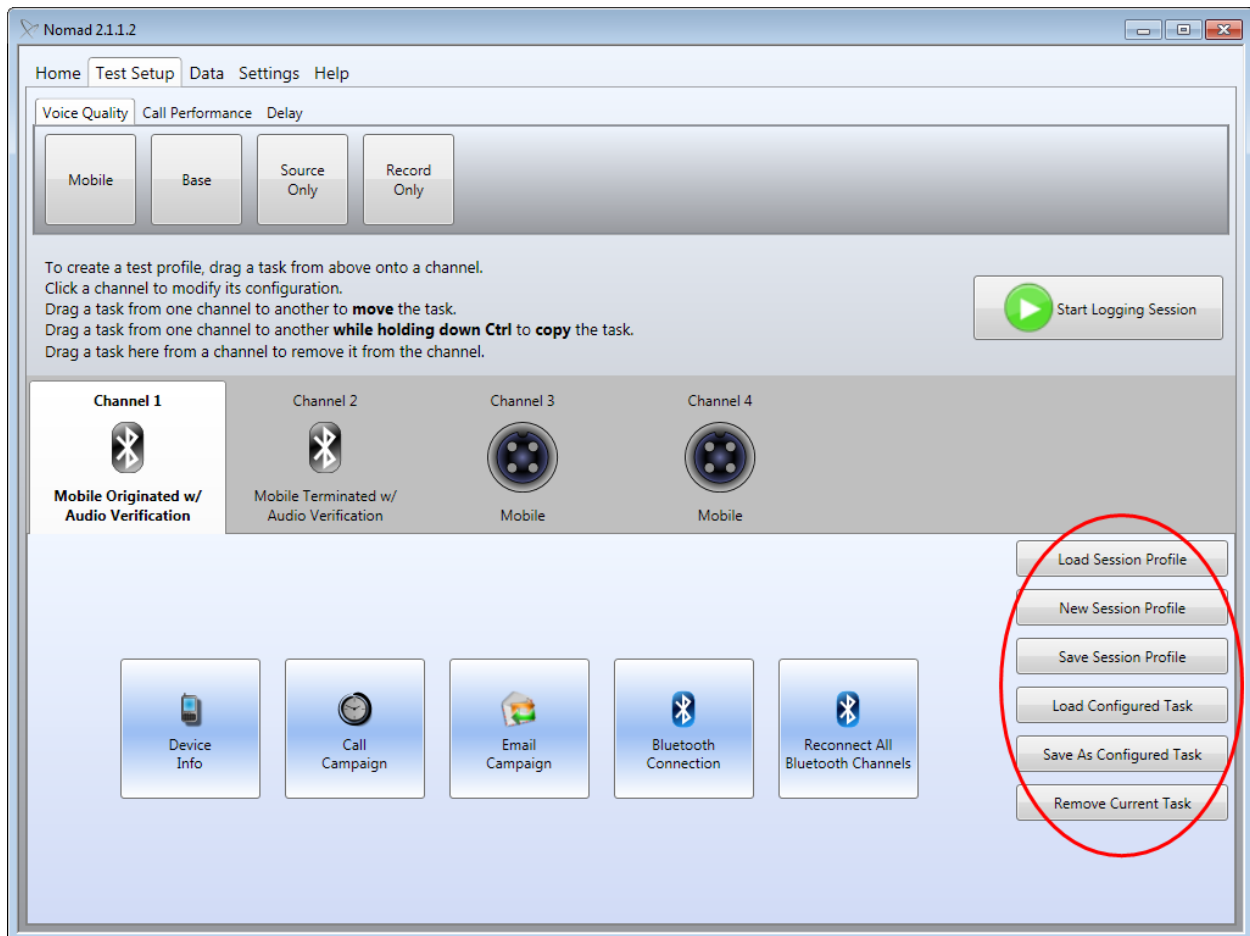 Nomad 2.1.1.2
Home Test Setup Data Settings Help
Voice Quality Call Performance Delay
Mobile
Base
Source
Only
Record
Only
To create a test profile, drag a task from above onto a channel.
Click a channel to modify its configuration.
Drag a task from one channel to another to move the task.
Drag a task from one channel to another while holding down Ctrl to copy the task.
Drag a task here from a channel to remove it from the channel.
Start Logging Session
Channel 1
Mobile Originated w/
Audio Verification
Channel 2
Mobile Terminated w/
Audio Verification
Channel 3
Mobile
Channel 4
Mobile
Device
Info
Call
Campaign
Email
Campaign
Bluetooth
Connection
Reconnect All
Bluetooth Channels
Load Session Profile
New Session Profile
Save Session Profile
Load Configured Task
Save As Configured Task
Remove Current Task